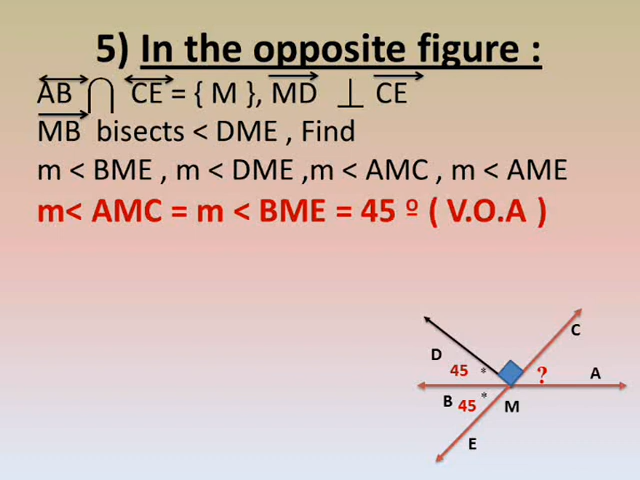 5) In the opposite figure :
AB ⋂ CE = { M }, MD ⊥ CE
MB bisects < DME , Find
m < BME , m < DME ,m < AMC , m < AME
m< AMC = m < BME = 45 º ( V.O.A )
C
D
45 *
?
A
B 45 *
M
E